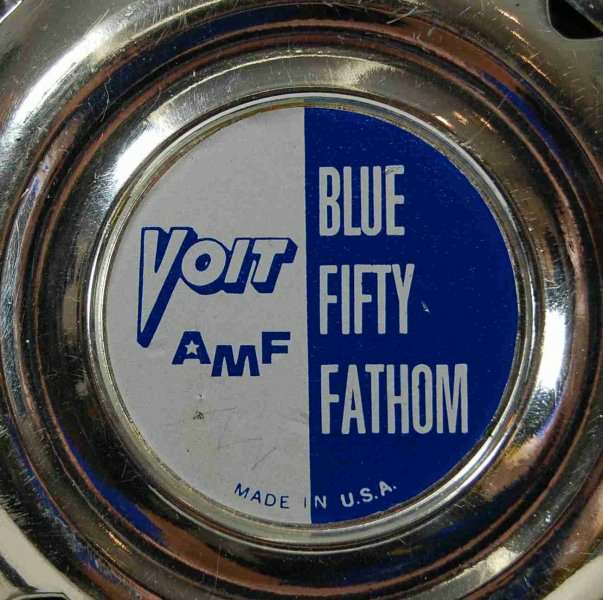 VOIT
AMF
BLUE
FIFTY
FATHOM
MADE IN U.S.A.